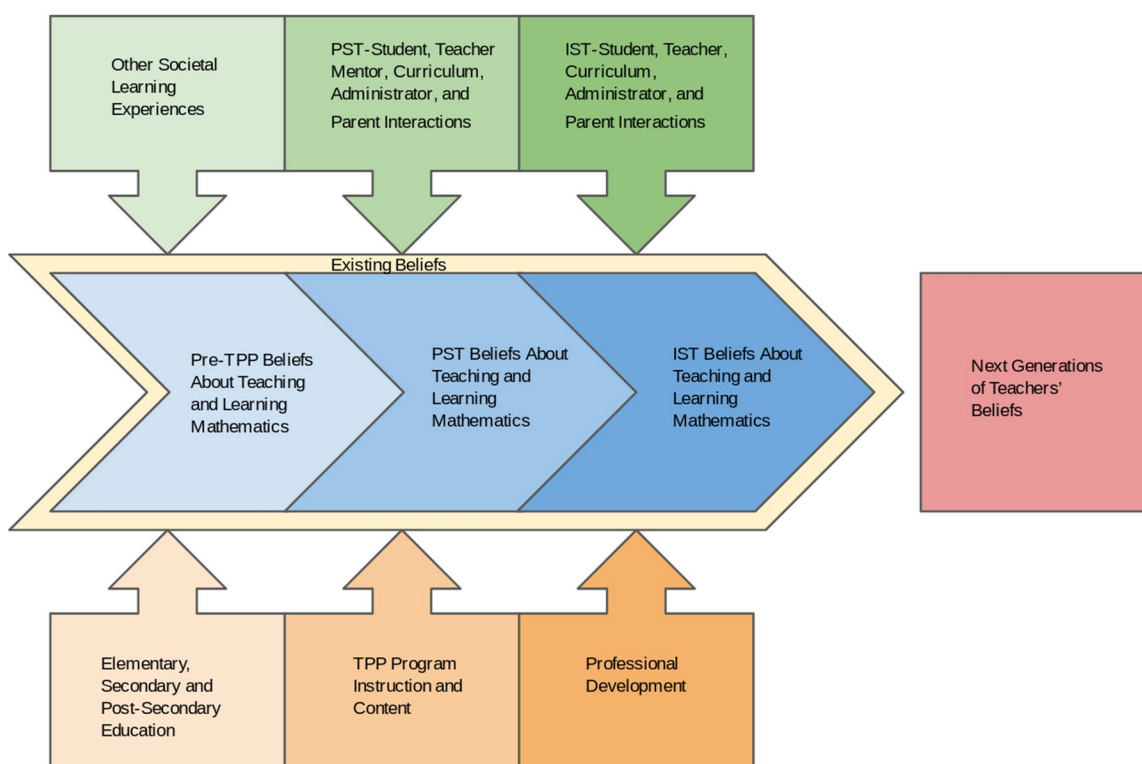 Other Societal
Learning
Experiences
PST-Student, Teacher
Mentor, Curriculum,
Administrator, and
Parent Interactions
IST-Student, Teacher,
Curriculum,
Administrator, and
Parent Interactions
Existing Beliefs
Pre-TPP Beliefs
About Teaching
and Learning
Mathematics
PST Beliefs About
Teaching and
Learning
Mathematics
IST Beliefs About
Teaching and
Learning
Mathematics
Next Generations
of Teachers’
Beliefs
Elementary,
Secondary and
Post-Secondary
Education
TPP Program
Instruction and
Content
Professional
Development